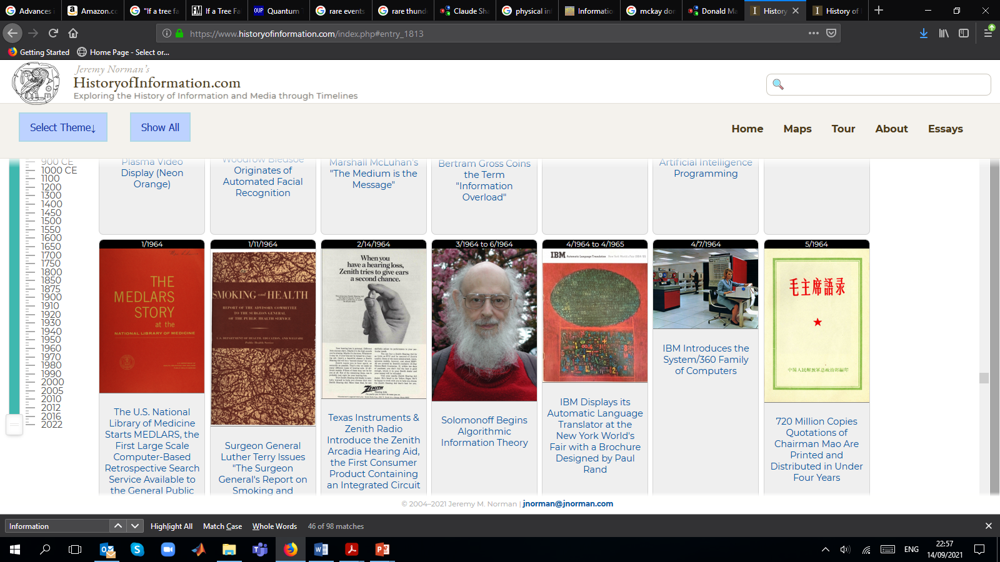 Advances i
Amazon.co
"If a tree fa
If a Tree Fa
Quantum
rare events
rare thund
Claude Sha
physical in
Informatio
mckay don
Donald Ma
History
History of
https://www.historyofinformation.com/index.php#entry_1813
Getting Started
Home Page - Select or...
Jeremy Norman's
HistoryofInformation.com
Exploring the History of Information and Media through Timelines
Select Theme↓
Show All
Home
Maps
Tour
About
Essays
900 CE
1000 CE
1100
1200
1300
1400
1450
1500
1550
1600
1650
1700
1750
1800
1850
1875
1900
1910
1920
1930
1940
1950
1960
1970
1980
1990
2000
2005
2010
2012
2016
2022
Plasma Video
Display (Neon
Orange)
Woodrow Bledsoe
Originates of
Automated Facial
Recognition
Marshall McLuhan's
"The Medium is the
Message"
Bertram Gross Coins
the Term
"Information
Overload"
Artificial Intelligence
Programming
1/1964
THE
MEDLARS
STORY
at the
NATIONAL LIBRARY OF MEDICINE
The U.S. National
Library of Medicine
Starts MEDLARS, the
First Large Scale
Computer-Based
Retrospective Search
Service Available to
the General Public
1/11/1964
SMOKING and HEALTH
REPORT OF THE ADVISORY COMMITTEE
TO THE SURGEON GENERAL
OF THE PUBLIC HEALTH SERVICE
U.S. DEPARTMENT OF HEALTH, EDUCATION, AND WELFARE
Public Health Service
Surgeon General
Luther Terry Issues
"The Surgeon
General's Report on
Smoking and
2/14/1964
When you
have a hearing loss,
Zenith tries to give ears
a second chance.
ZENITH
Texas Instruments &
Zenith Radio
Introduce the Zenith
Arcadia Hearing Aid,
the First Consumer
Product Containing
an Integrated Circuit
3/1964 to 6/1964
Solomonoff Begins
Algorithmic
Information Theory
4/1964 to 4/1965
IBM Automatic Language Translation New York World's Fair 1964-65
IBM Displays its
Automatic Language
Translator at the
New York World's
Fair with a Brochure
Designed by Paul
Rand
4/7/1964
IBM Introduces the
System/360 Family
of Computers
5/1964
毛主席語录
中国人民解放軍总政治部編印
720 Million Copies
Quotations of
Chairman Mao Are
Printed and
Distributed in Under
Four Years
© 2004–2021 Jeremy M. Norman | jnorman@jnorman.com
Information
Highlight All
Match Case
Whole Words
46 of 98 matches
ENG
22:57
14/09/2021